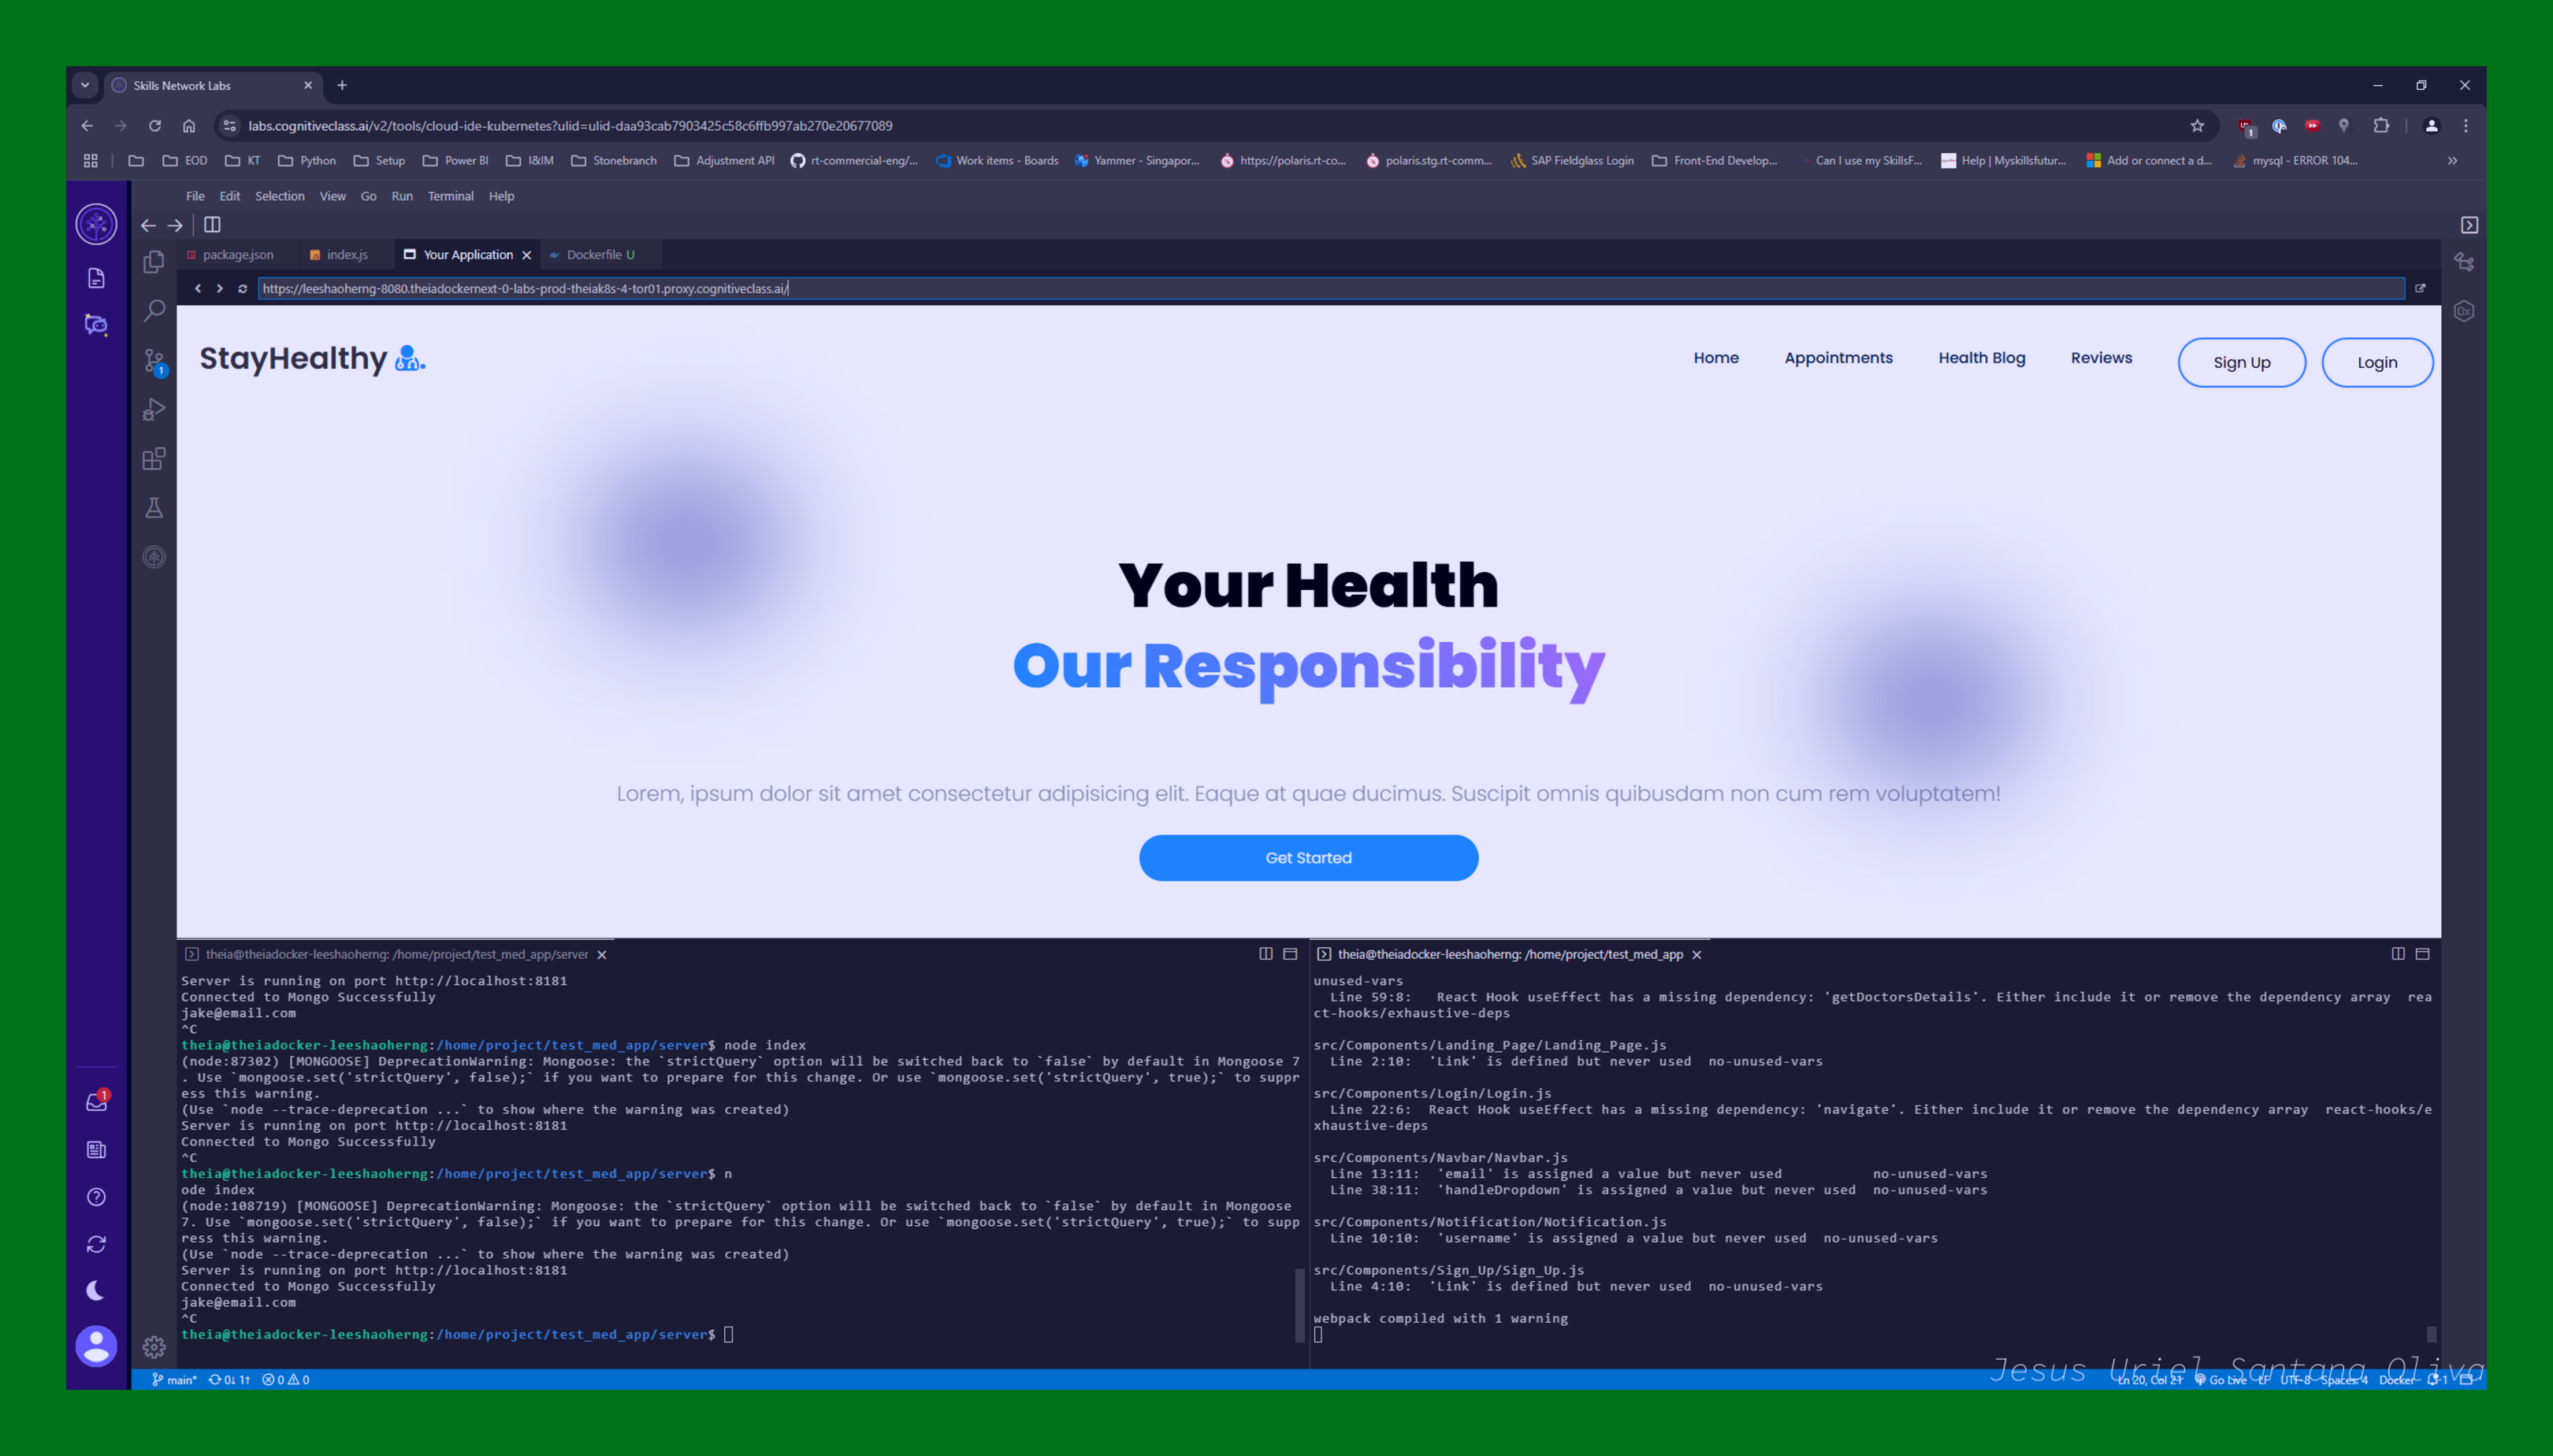 Skills Network Labs
labs.cognitiveclass.ai/v2/tools/cloud-ide-kubernetes?ulid=ulid-daa93cab7903425c58c6ffb997ab270e20677089
EOD KT Python Setup Power BI I&IM Stonebranch Adjustment API rt-commercial-eng/... Work items - Boards Yammer - Singapor... https://polaris.rt-co... polaris.stg.rt-comm... SAP Fieldglass Login Front-End Develop... Can I use my SkillsF... Help | Myskillsfutur... Add or connect a d... mysql - ERROR 104...
File Edit Selection View Go Run Terminal Help
package.json index.js Your Application Dockerfile U
https://leeshaoherng-8080.theiadockernext-0-labs-prod-theiak8s-4-tor01.proxy.cognitiveclass.ai/
StayHealthy Home Appointments Health Blog Reviews Sign Up Login
Your Health
Our Responsibility
Lorem, ipsum dolor sit amet consectetur adipisicing elit. Eaque at quae ducimus. Suscipit omnis quibusdam non cum rem voluptatem!
Get Started
theia@theiadocker-leeshaoherng: /home/project/test_med_app/server
Server is running on port http://localhost:8181
Connected to Mongo Successfully
jake@email.com
^C
theia@theiadocker-leeshaoherng:/home/project/test_med_app/server$ node index
(node:87302) [MONGOOSE] DeprecationWarning: Mongoose: the `strictQuery` option will be switched back to `false` by default in Mongoose 7
. Use `mongoose.set('strictQuery', false);` if you want to prepare for this change. Or use `mongoose.set('strictQuery', true);` to suppr
ess this warning.
(Use `node --trace-deprecation ...` to show where the warning was created)
Server is running on port http://localhost:8181
Connected to Mongo Successfully
^C
theia@theiadocker-leeshaoherng:/home/project/test_med_app/server$ n
ode index
(node:108719) [MONGOOSE] DeprecationWarning: Mongoose: the `strictQuery` option will be switched back to `false` by default in Mongoose
7. Use `mongoose.set('strictQuery', false);` if you want to prepare for this change. Or use `mongoose.set('strictQuery', true);` to supp
ress this warning.
(Use `node --trace-deprecation ...` to show where the warning was created)
Server is running on port http://localhost:8181
Connected to Mongo Successfully
jake@email.com
^C
theia@theiadocker-leeshaoherng:/home/project/test_med_app/server$
theia@theiadocker-leeshaoherng: /home/project/test_med_app
unused-vars
Line 59:8: React Hook useEffect has a missing dependency: 'getDoctorsDetails'. Either include it or remove the dependency array rea
ct-hooks/exhaustive-deps
src/Components/Landing_Page/Landing_Page.js
Line 2:10: 'Link' is defined but never used no-unused-vars
src/Components/Login/Login.js
Line 22:6: React Hook useEffect has a missing dependency: 'navigate'. Either include it or remove the dependency array react-hooks/e
xhaustive-deps
src/Components/Navbar/Navbar.js
Line 13:11: 'email' is assigned a value but never used no-unused-vars
Line 38:11: 'handleDropdown' is assigned a value but never used no-unused-vars
src/Components/Notification/Notification.js
Line 10:10: 'username' is assigned a value but never used no-unused-vars
src/Components/Sign_Up/Sign_Up.js
Line 4:10: 'Link' is defined but never used no-unused-vars
webpack compiled with 1 warning
Jesus Uriel Santana Oliva
main* 0↓ 1↑ 0 0 Ln 20, Col 21 Go Live LF UTF-8 Spaces: 4 Docker 1